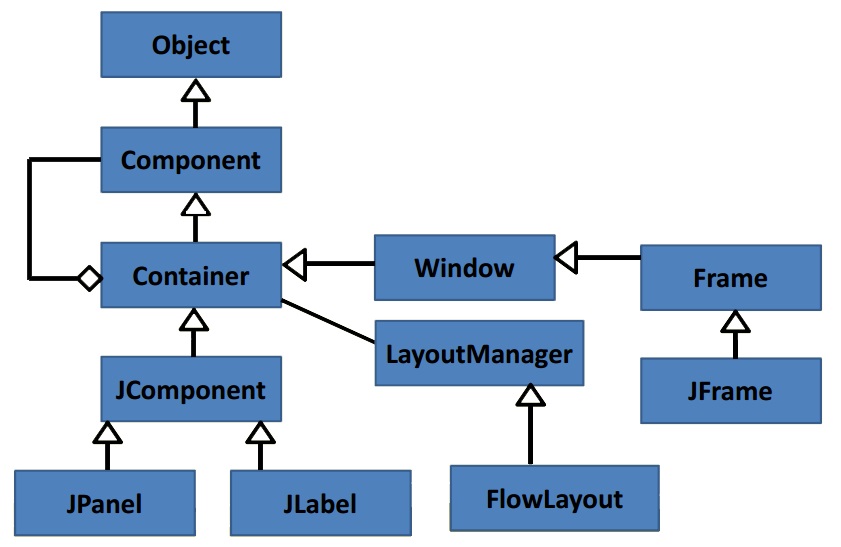 Object
Component
Container
Window
Frame
LayoutManager
JComponent
JFrame
JPanel
JLabel
FlowLayout